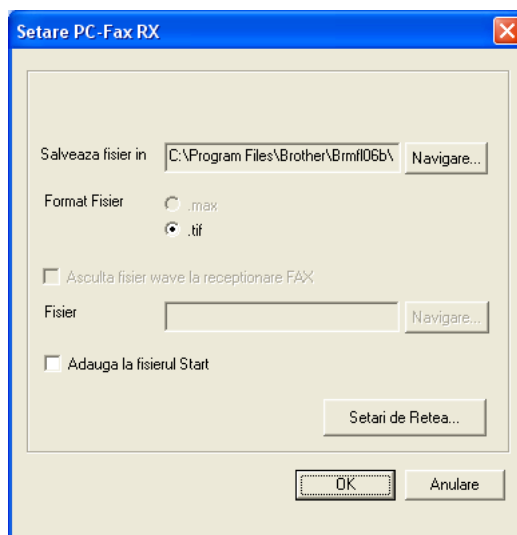 Setare PC-Fax RX
Salveaza fisier in C:\Program Files\Brother\Brmfl06b\ Navigare...
Format Fisier .max
.tif
Asculta fisier wave la receptionare FAX
Fisier Navigare...
Adauga la fisierul Start
Setari de Retea...
OK Anulare